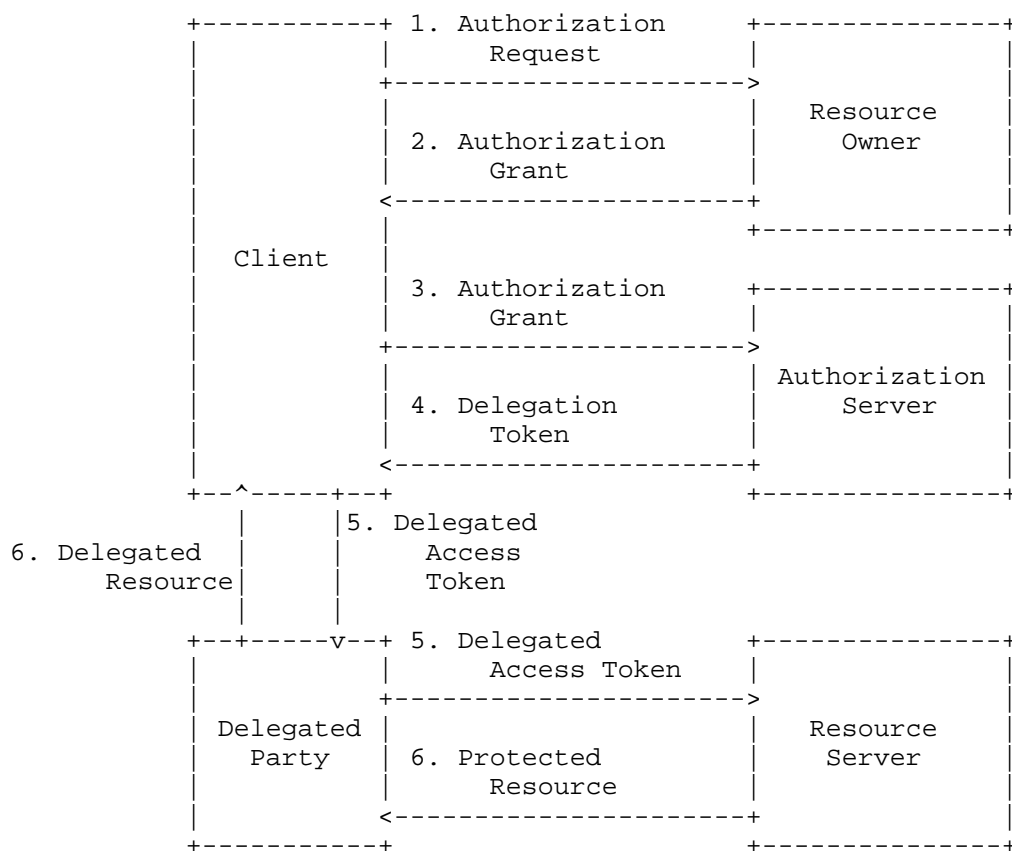 1. Authorization
Request
Resource
Owner
2. Authorization
Grant
Client
3. Authorization
Grant
Authorization
Server
4. Delegation
Token
5. Delegated
Access
Token
6. Delegated
Resource
5. Delegated
Access Token
Delegated
Party
Resource
Server
6. Protected
Resource